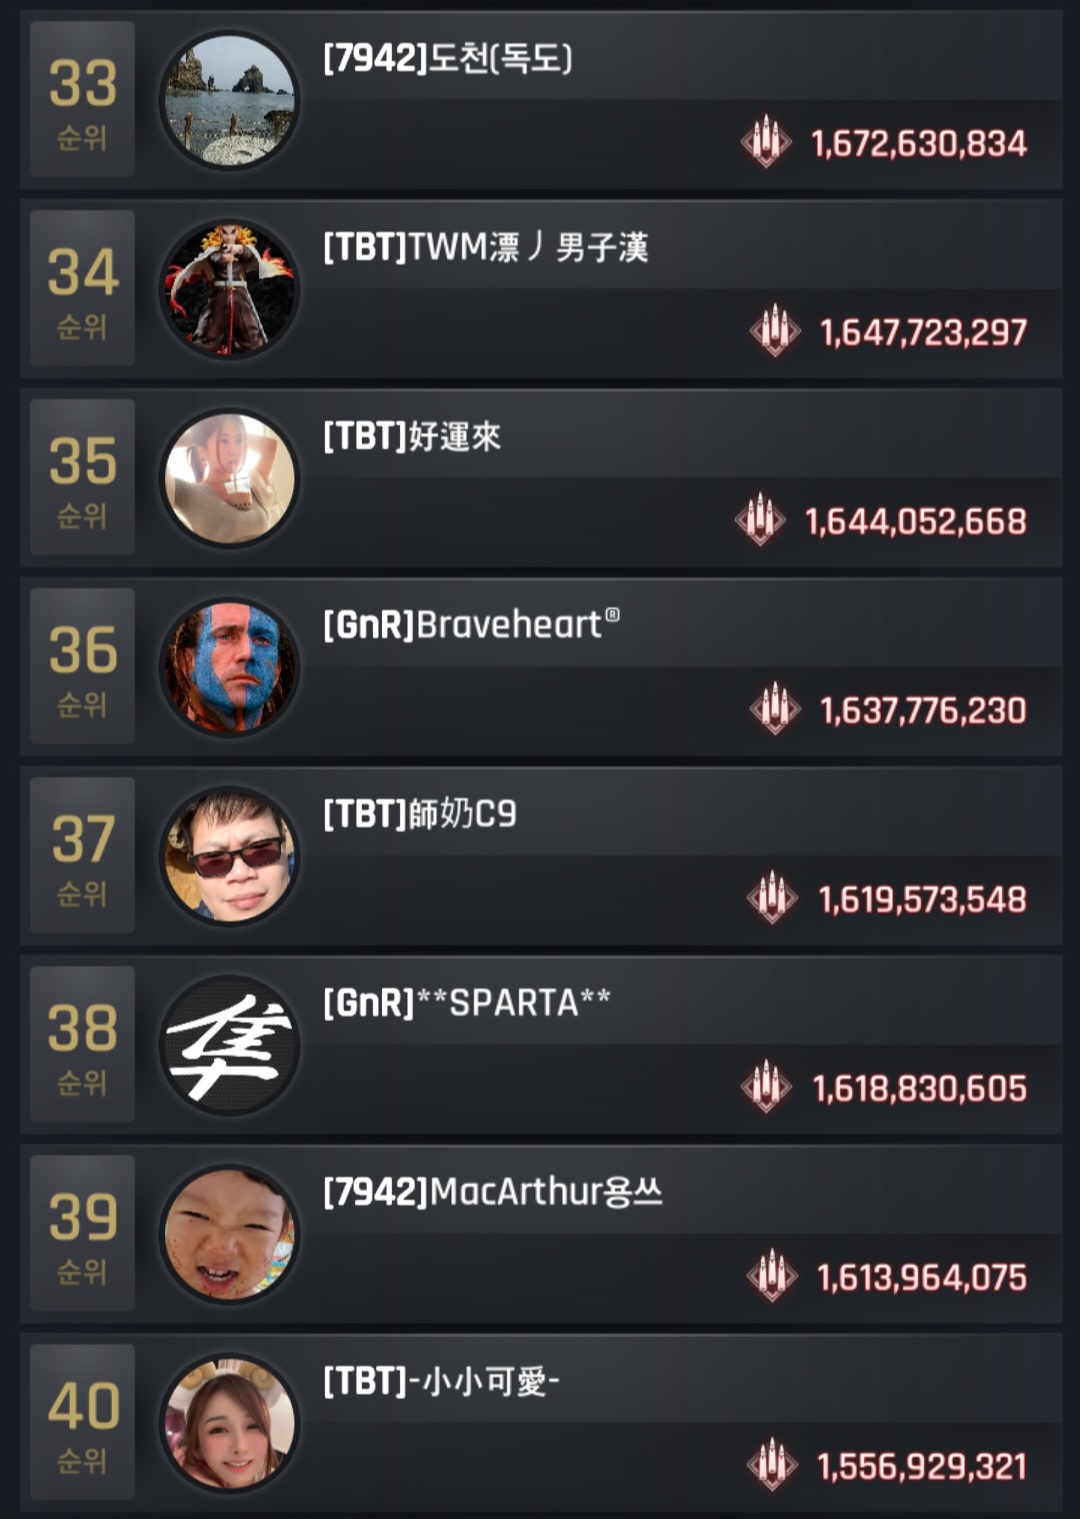 33
순위
[7942]도천(독도)
1,672,630,834
34
순위
[TBT]TWM漂丿男子漢
1,647,723,297
35
순위
[TBT]好運來
1,644,052,668
36
순위
[GnR]Braveheart®
1,637,776,230
37
순위
[TBT]師奶C9
1,619,573,548
38
순위
隼
[GnR]**SPARTA**
1,618,830,605
39
순위
[7942]MacArthur용쓰
1,613,964,075
40
순위
[TBT]-小小可愛-
1,556,929,321